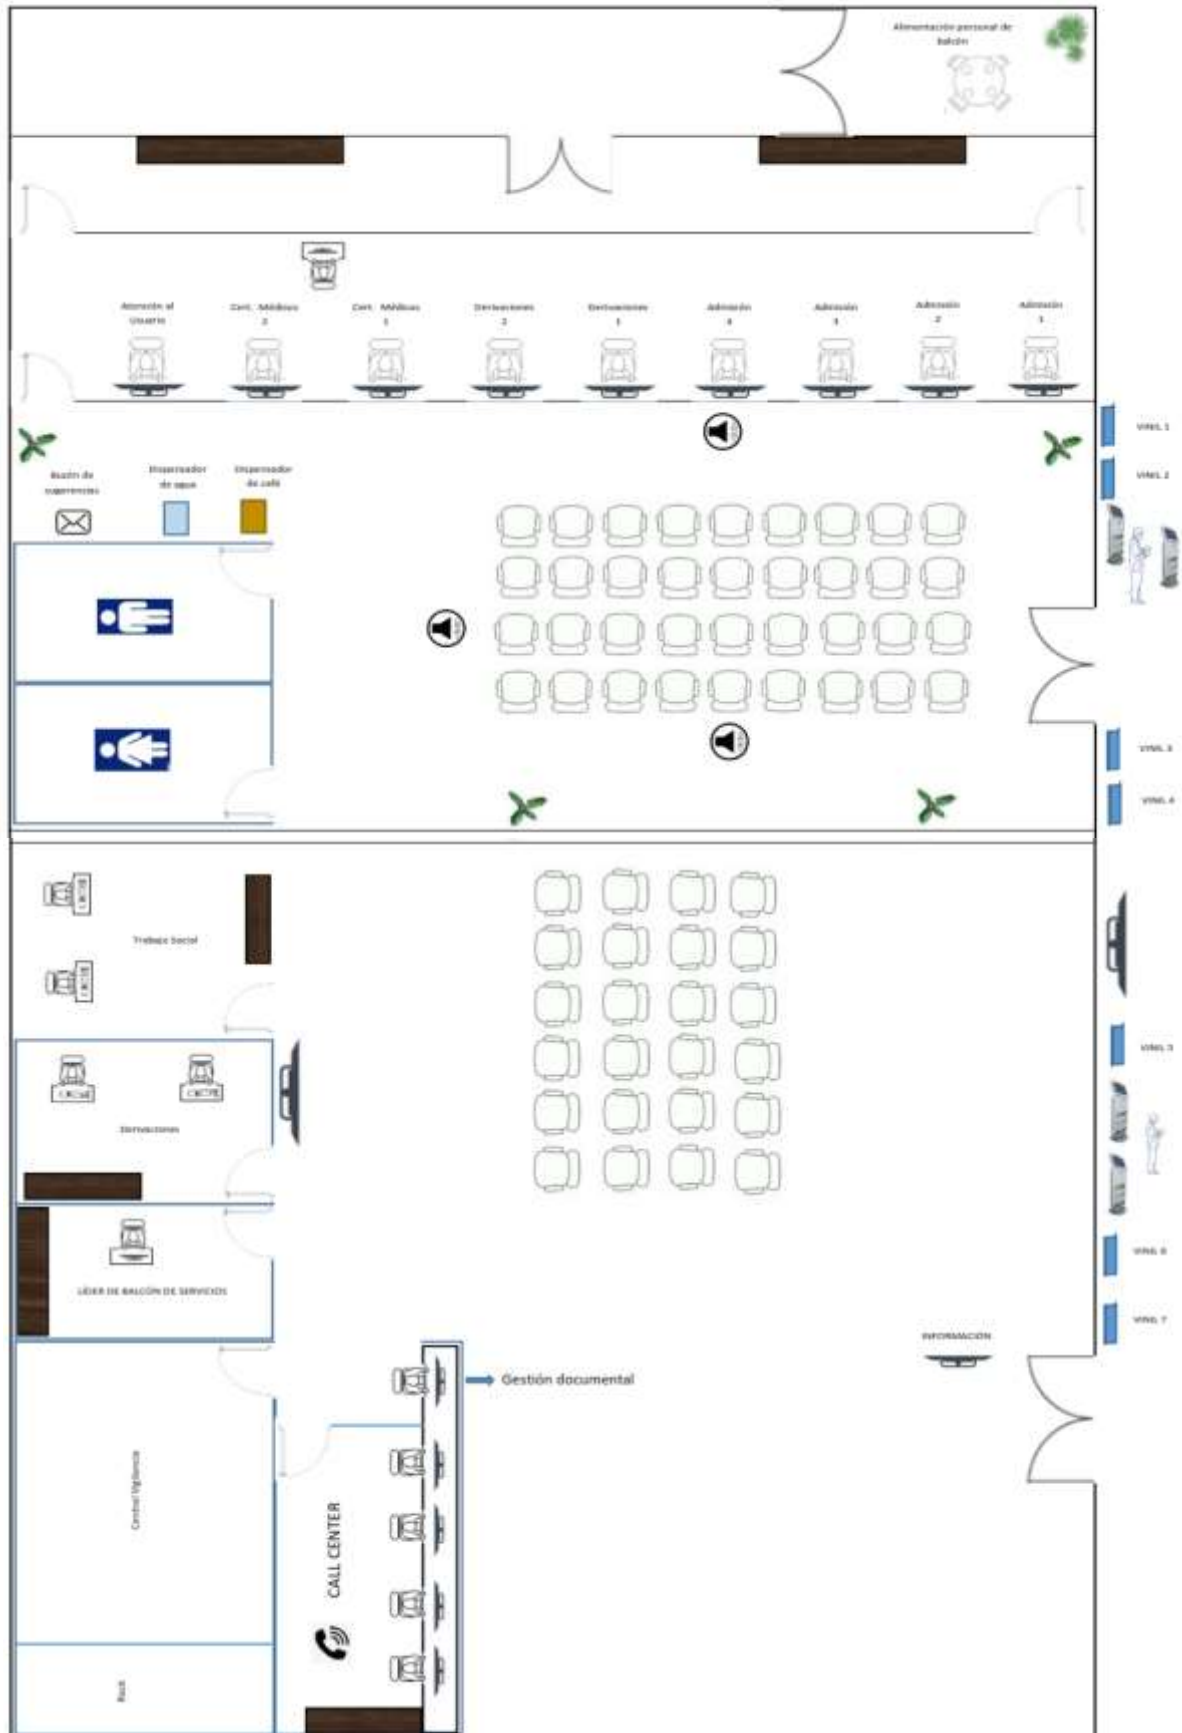 Alimentación personal de
balcón
Atención al
Usuario
Cert. Médicos
2
Cert. Médicos
1
Derivaciones
2
Derivaciones
1
Admisión
4
Admisión
3
Admisión
2
Admisión
1
VINIL 1
VINIL 2
Buzón de
sugerencias
Dispensador
de agua
Dispensador
de café
VINIL 3
VINIL 4
Trabajo Social
VINIL 5
Derivaciones
VINIL 6
LÍDER DE BALCÓN DE SERVICIOS
VINIL 7
INFORMACIÓN
Gestión documental
Central Vigilancia
CALL CENTER
Rack